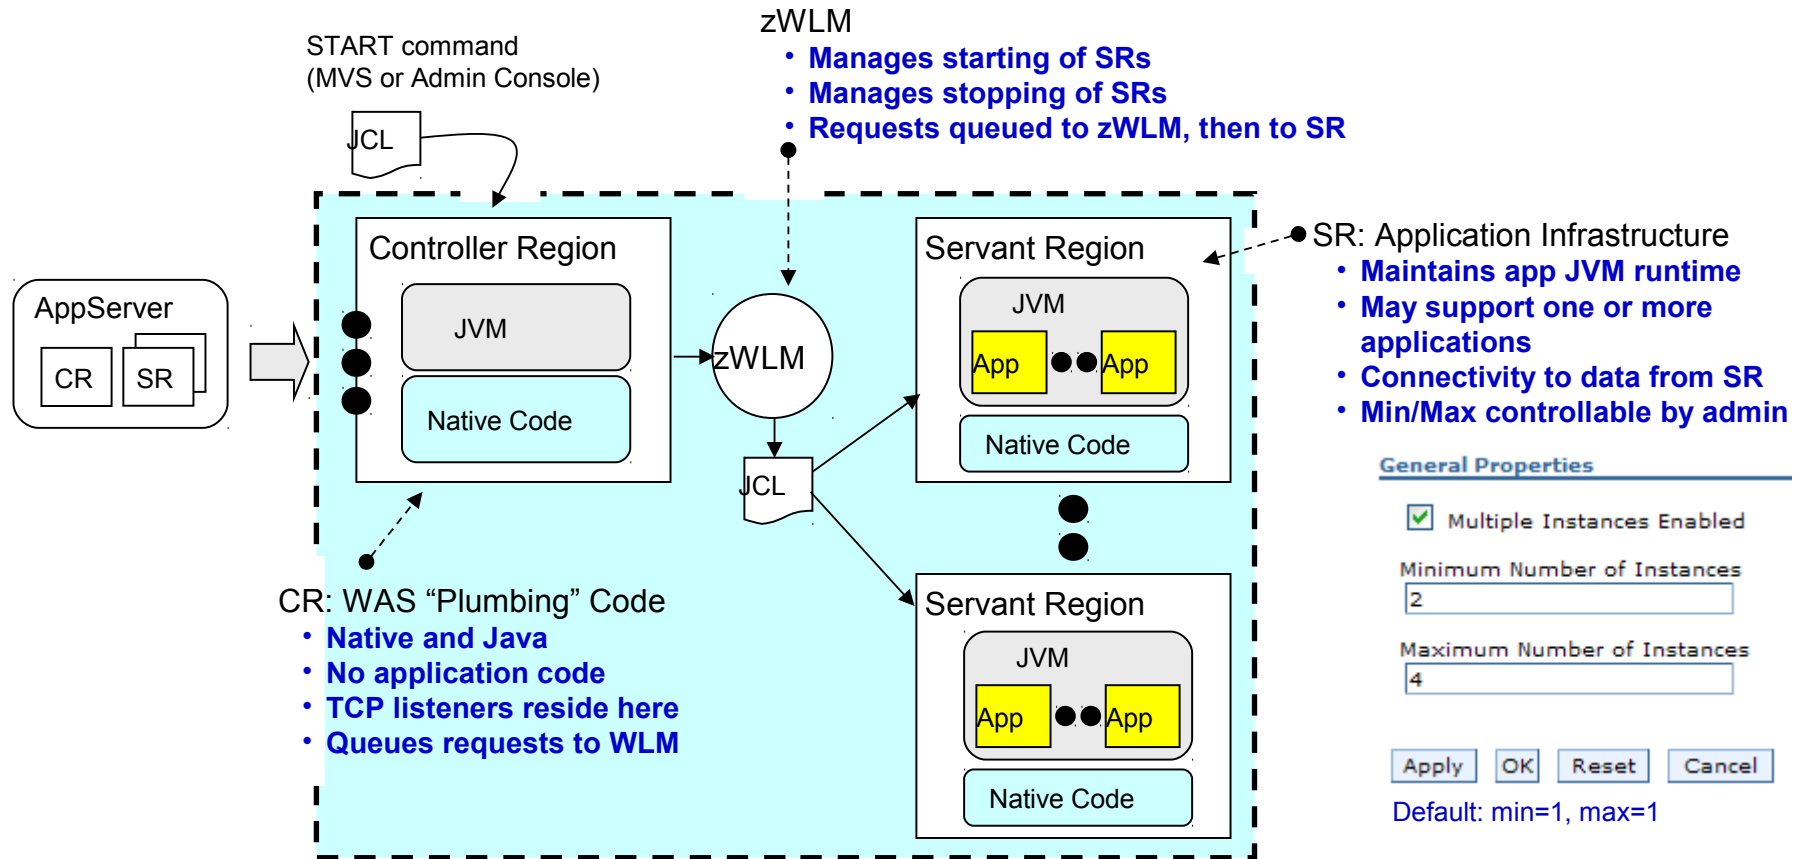 START command
(MVS or Admin Console)
JCL
zWLM
• Manages starting of SRs
• Manages stopping of SRs
• Requests queued to zWLM, then to SR
AppServer
CR
SR
Controller Region
JVM
Native Code
zWLM
JCL
Servant Region
JVM
App
App
Native Code
Servant Region
JVM
App
App
Native Code
CR: WAS “Plumbing” Code
• Native and Java
• No application code
• TCP listeners reside here
• Queues requests to WLM
SR: Application Infrastructure
• Maintains app JVM runtime
• May support one or more
applications
• Connectivity to data from SR
• Min/Max controllable by admin
General Properties
Multiple Instances Enabled
Minimum Number of Instances
2
Maximum Number of Instances
4
Apply
OK
Reset
Cancel
Default: min=1, max=1